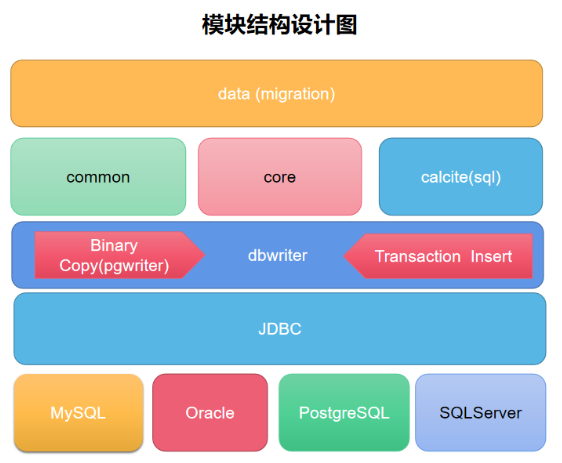 模块结构设计图
data (migration)
common
core
calcite(sql)
Binary
Copy(pgwriter)
dbwriter
Transaction Insert
JDBC
MySQL
Oracle
PostgreSQL
SQLServer